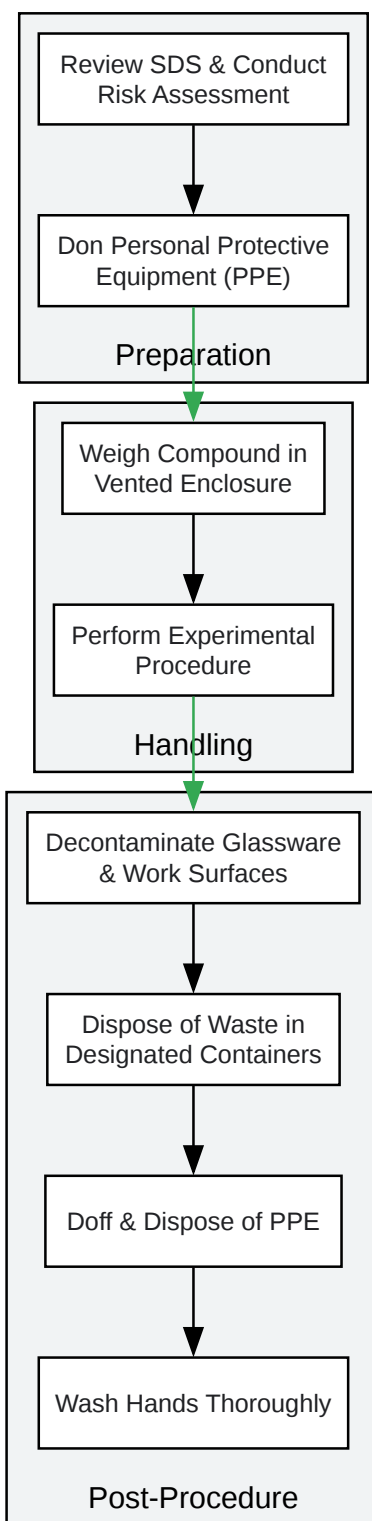 Review SDS & Conduct
Risk Assessment
Don Personal Protective
Equipment (PPE)
Preparation
Weigh Compound in
Vented Enclosure
Perform Experimental
Procedure
Handling
Decontaminate Glassware
& Work Surfaces
Dispose of Waste in
Designated Containers
Doff & Dispose of PPE
Wash Hands Thoroughly
Post-Procedure